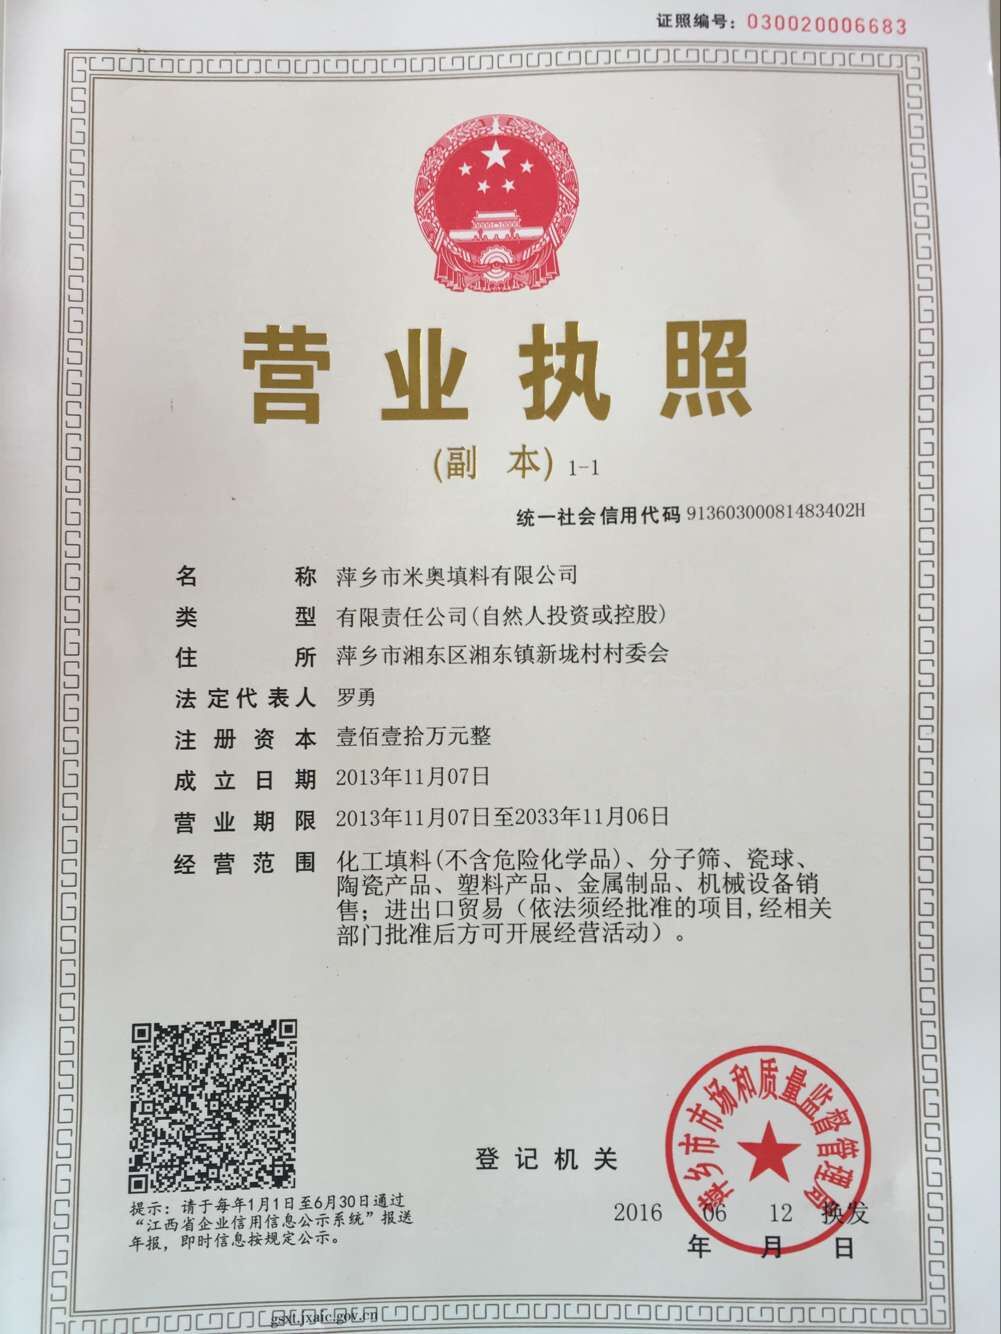 证照编号：030020006683
营业执照
(副 本) 1-1
统一社会信用代码 91360300081483402H
名 称 萍乡市米奥填料有限公司
类 型 有限责任公司(自然人投资或控股)
住 所 萍乡市湘东区湘东镇新垅村村委会
法定代表人 罗勇
注册资本 壹佰壹拾万元整
成立日期 2013年11月07日
营业期限 2013年11月07日至2033年11月06日
经营范围 化工填料(不含危险化学品)、分子筛、瓷球、
陶瓷产品、塑料产品、金属制品、机械设备销
售；进出口贸易（依法须经批准的项目,经相关
部门批准后方可开展经营活动）。
萍乡市市场和质量监督管理局
登记机关
2016 06 12 换发
年 月 日
提示：请于每年1月1日至6月30日通过
“江西省企业信用信息公示系统”报送
年报，即时信息按规定公示。
gsxt.jxaic.gov.cn